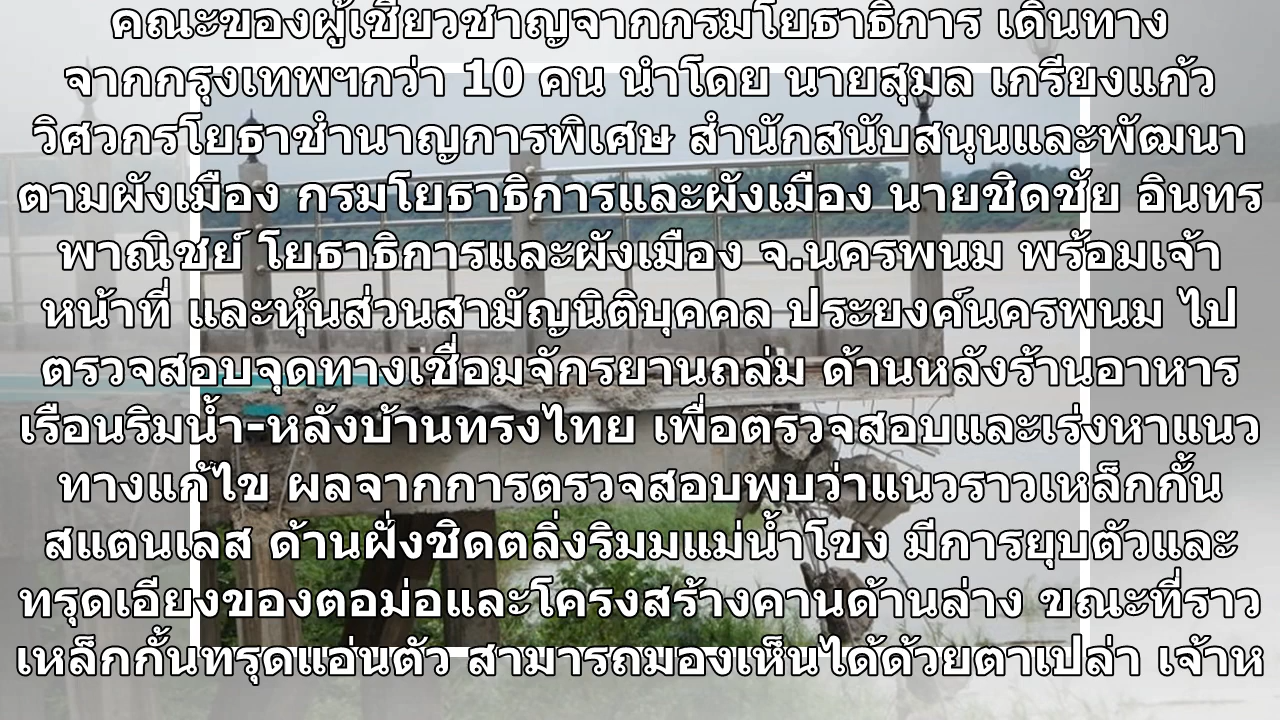 คณะของผู้เชี่ยวชาญจากกรมโยธาธิการ เดินทาง
จากกรุงเทพฯกว่า 10 คน นำโดย นายสุมล เกรียงแก้ว
วิศวกรโยธาชำนาญการพิเศษ สำนักสนับสนุนและพัฒนา
ตามผังเมือง กรมโยธาธิการและผังเมือง นายชิดชัย อินทร
พาณิชย์ โยธาธิการและผังเมือง จ.นครพนม พร้อมเจ้า
หน้าที่ และหุ้นส่วนสามัญนิติบุคคล ประยงค์นครพนม ไป
ตรวจสอบจุดทางเชื่อมจักรยานถล่ม ด้านหลังร้านอาหาร
เรือนริมน้ำ-หลังบ้านทรงไทย เพื่อตรวจสอบและเร่งหาแนว
ทางแก้ไข ผลจากการตรวจสอบพบว่าแนวราวเหล็กกั้น
สแตนเลส ด้านฝั่งชิดตลิ่งริมมแม่น้ำโขง มีการยุบตัวและ
ทรุดเอียงของตอม่อและโครงสร้างคานด้านล่าง ขณะที่ราว
เหล็กกั้นทรุดแอ่นตัว สามารถมองเห็นได้ด้วยตาเปล่า เจ้าห